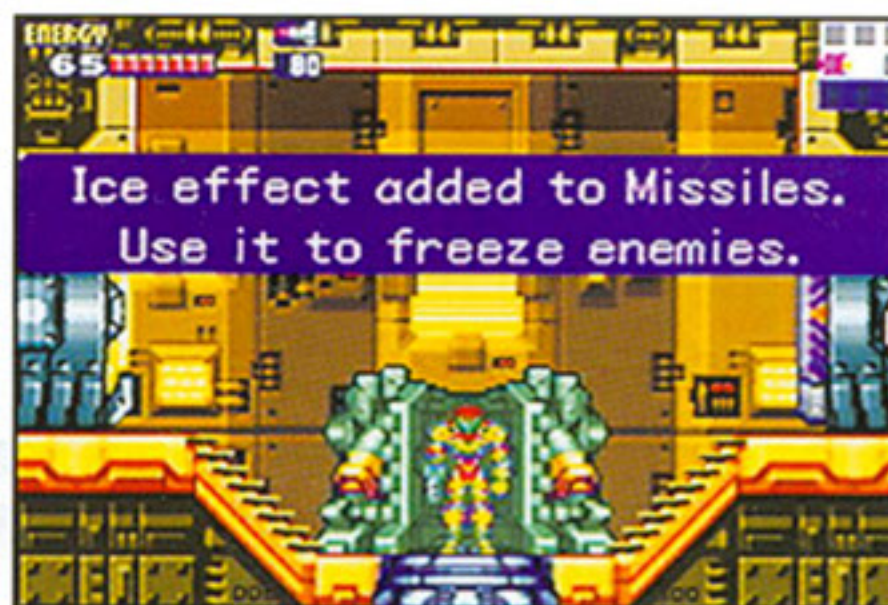 ENERGY
65
80
Ice effect added to Missiles.
Use it to freeze enemies.